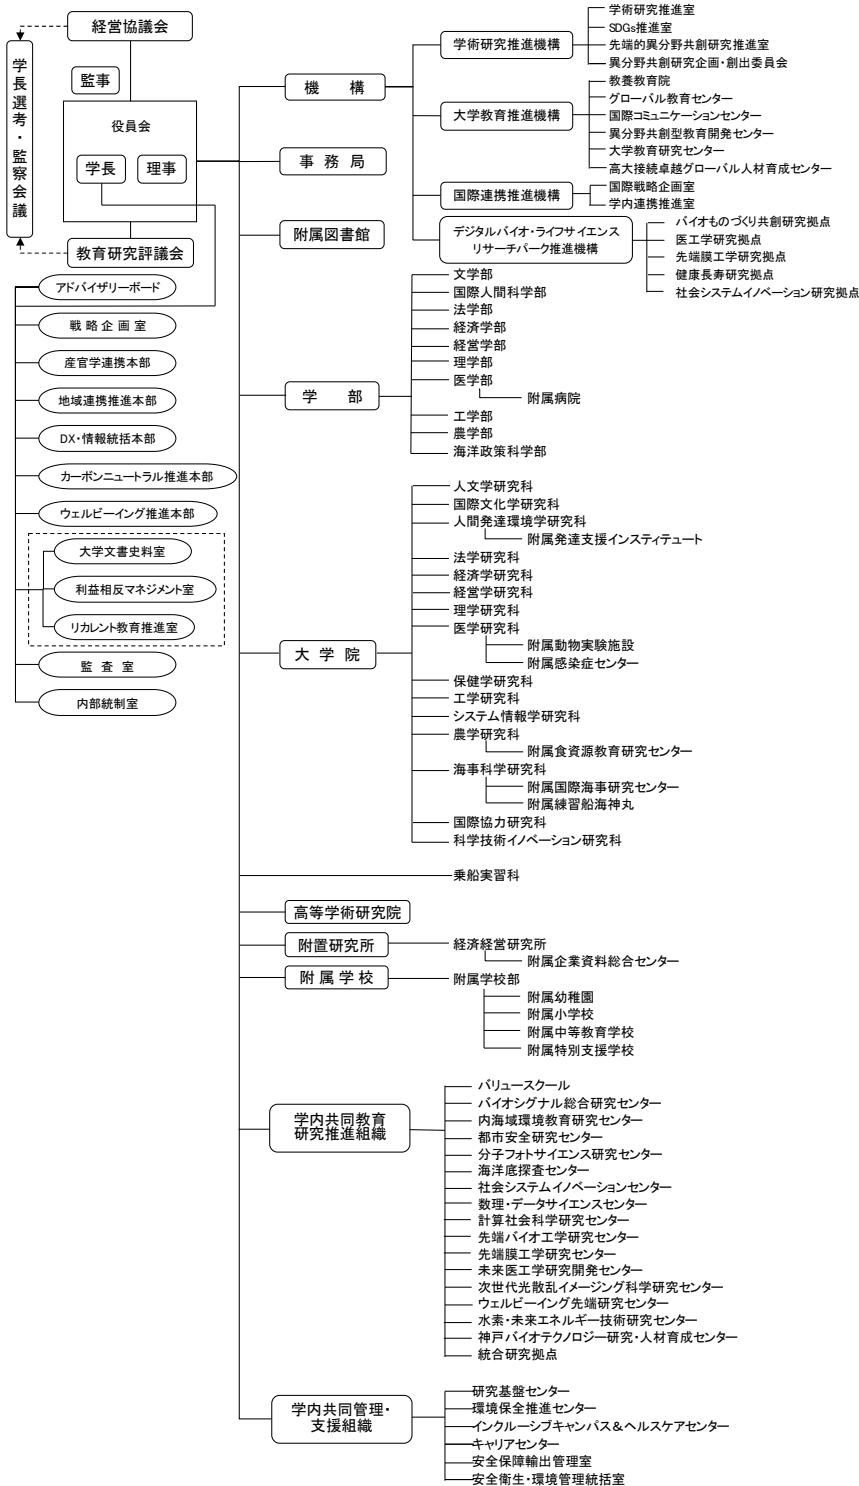 経営協議会
学長選考・監察会議
監事
役員会
学長
理事
教育研究評議会
アドバイザリーボード
戦略企画室
産官学連携本部
地域連携推進本部
DX・情報統括本部
カーボンニュートラル推進本部
ウェルビーイング推進本部
大学文書史料室
利益相反マネジメント室
リカレント教育推進室
監査室
内部統制室
機構
学術研究推進機構
学術研究推進室
SDGs推進室
先端的異分野共創研究推進室
異分野共創研究企画・創出委員会
大学教育推進機構
教養教育院
グローバル教育センター
国際コミュニケーションセンター
異分野共創型教育開発センター
大学教育研究センター
高大接続卓越グローバル人材育成センター
国際連携推進機構
国際戦略企画室
学内連携推進室
デジタルバイオ・ライフサイエンス
リサーチパーク推進機構
バイオものづくり共創研究拠点
医工学研究拠点
先端膜工学研究拠点
健康長寿研究拠点
社会システムイノベーション研究拠点
事務局
附属図書館
学部
文学部
国際人間科学部
法学部
経済学部
経営学部
理学部
医学部
附属病院
工学部
農学部
海洋政策科学部
大学院
人文学研究科
国際文化学研究科
人間発達環境学研究科
附属発達支援インスティテュート
法学研究科
経済学研究科
経営学研究科
理学研究科
医学研究科
附属動物実験施設
附属感染症センター
保健学研究科
工学研究科
システム情報学研究科
農学研究科
附属食資源教育研究センター
海事科学研究科
附属国際海事研究センター
附属練習船海神丸
国際協力研究科
科学技術イノベーション研究科
乗船実習科
高等学術研究院
附置研究所
経済経営研究所
附属企業資料総合センター
附属学校
附属学校部
附属幼稚園
附属小学校
附属中等教育学校
附属特別支援学校
学内共同教育
研究推進組織
バリュースクール
バイオシグナル総合研究センター
内海域環境教育研究センター
都市安全研究センター
分子フォトサイエンス研究センター
海洋底探査センター
社会システムイノベーションセンター
数理・データサイエンスセンター
計算社会科学研究センター
先端バイオ工学研究センター
先端膜工学研究センター
未来医工学研究開発センター
次世代光散乱イメージング科学研究センター
ウェルビーイング先端研究センター
水素・未来エネルギー技術研究センター
神戸バイオテクノロジー研究・人材育成センター
統合研究拠点
学内共同管理・
支援組織
研究基盤センター
環境保全推進センター
インクルーシブキャンパス＆ヘルスケアセンター
キャリアセンター
安全保障輸出管理室
安全衛生・環境管理統括室